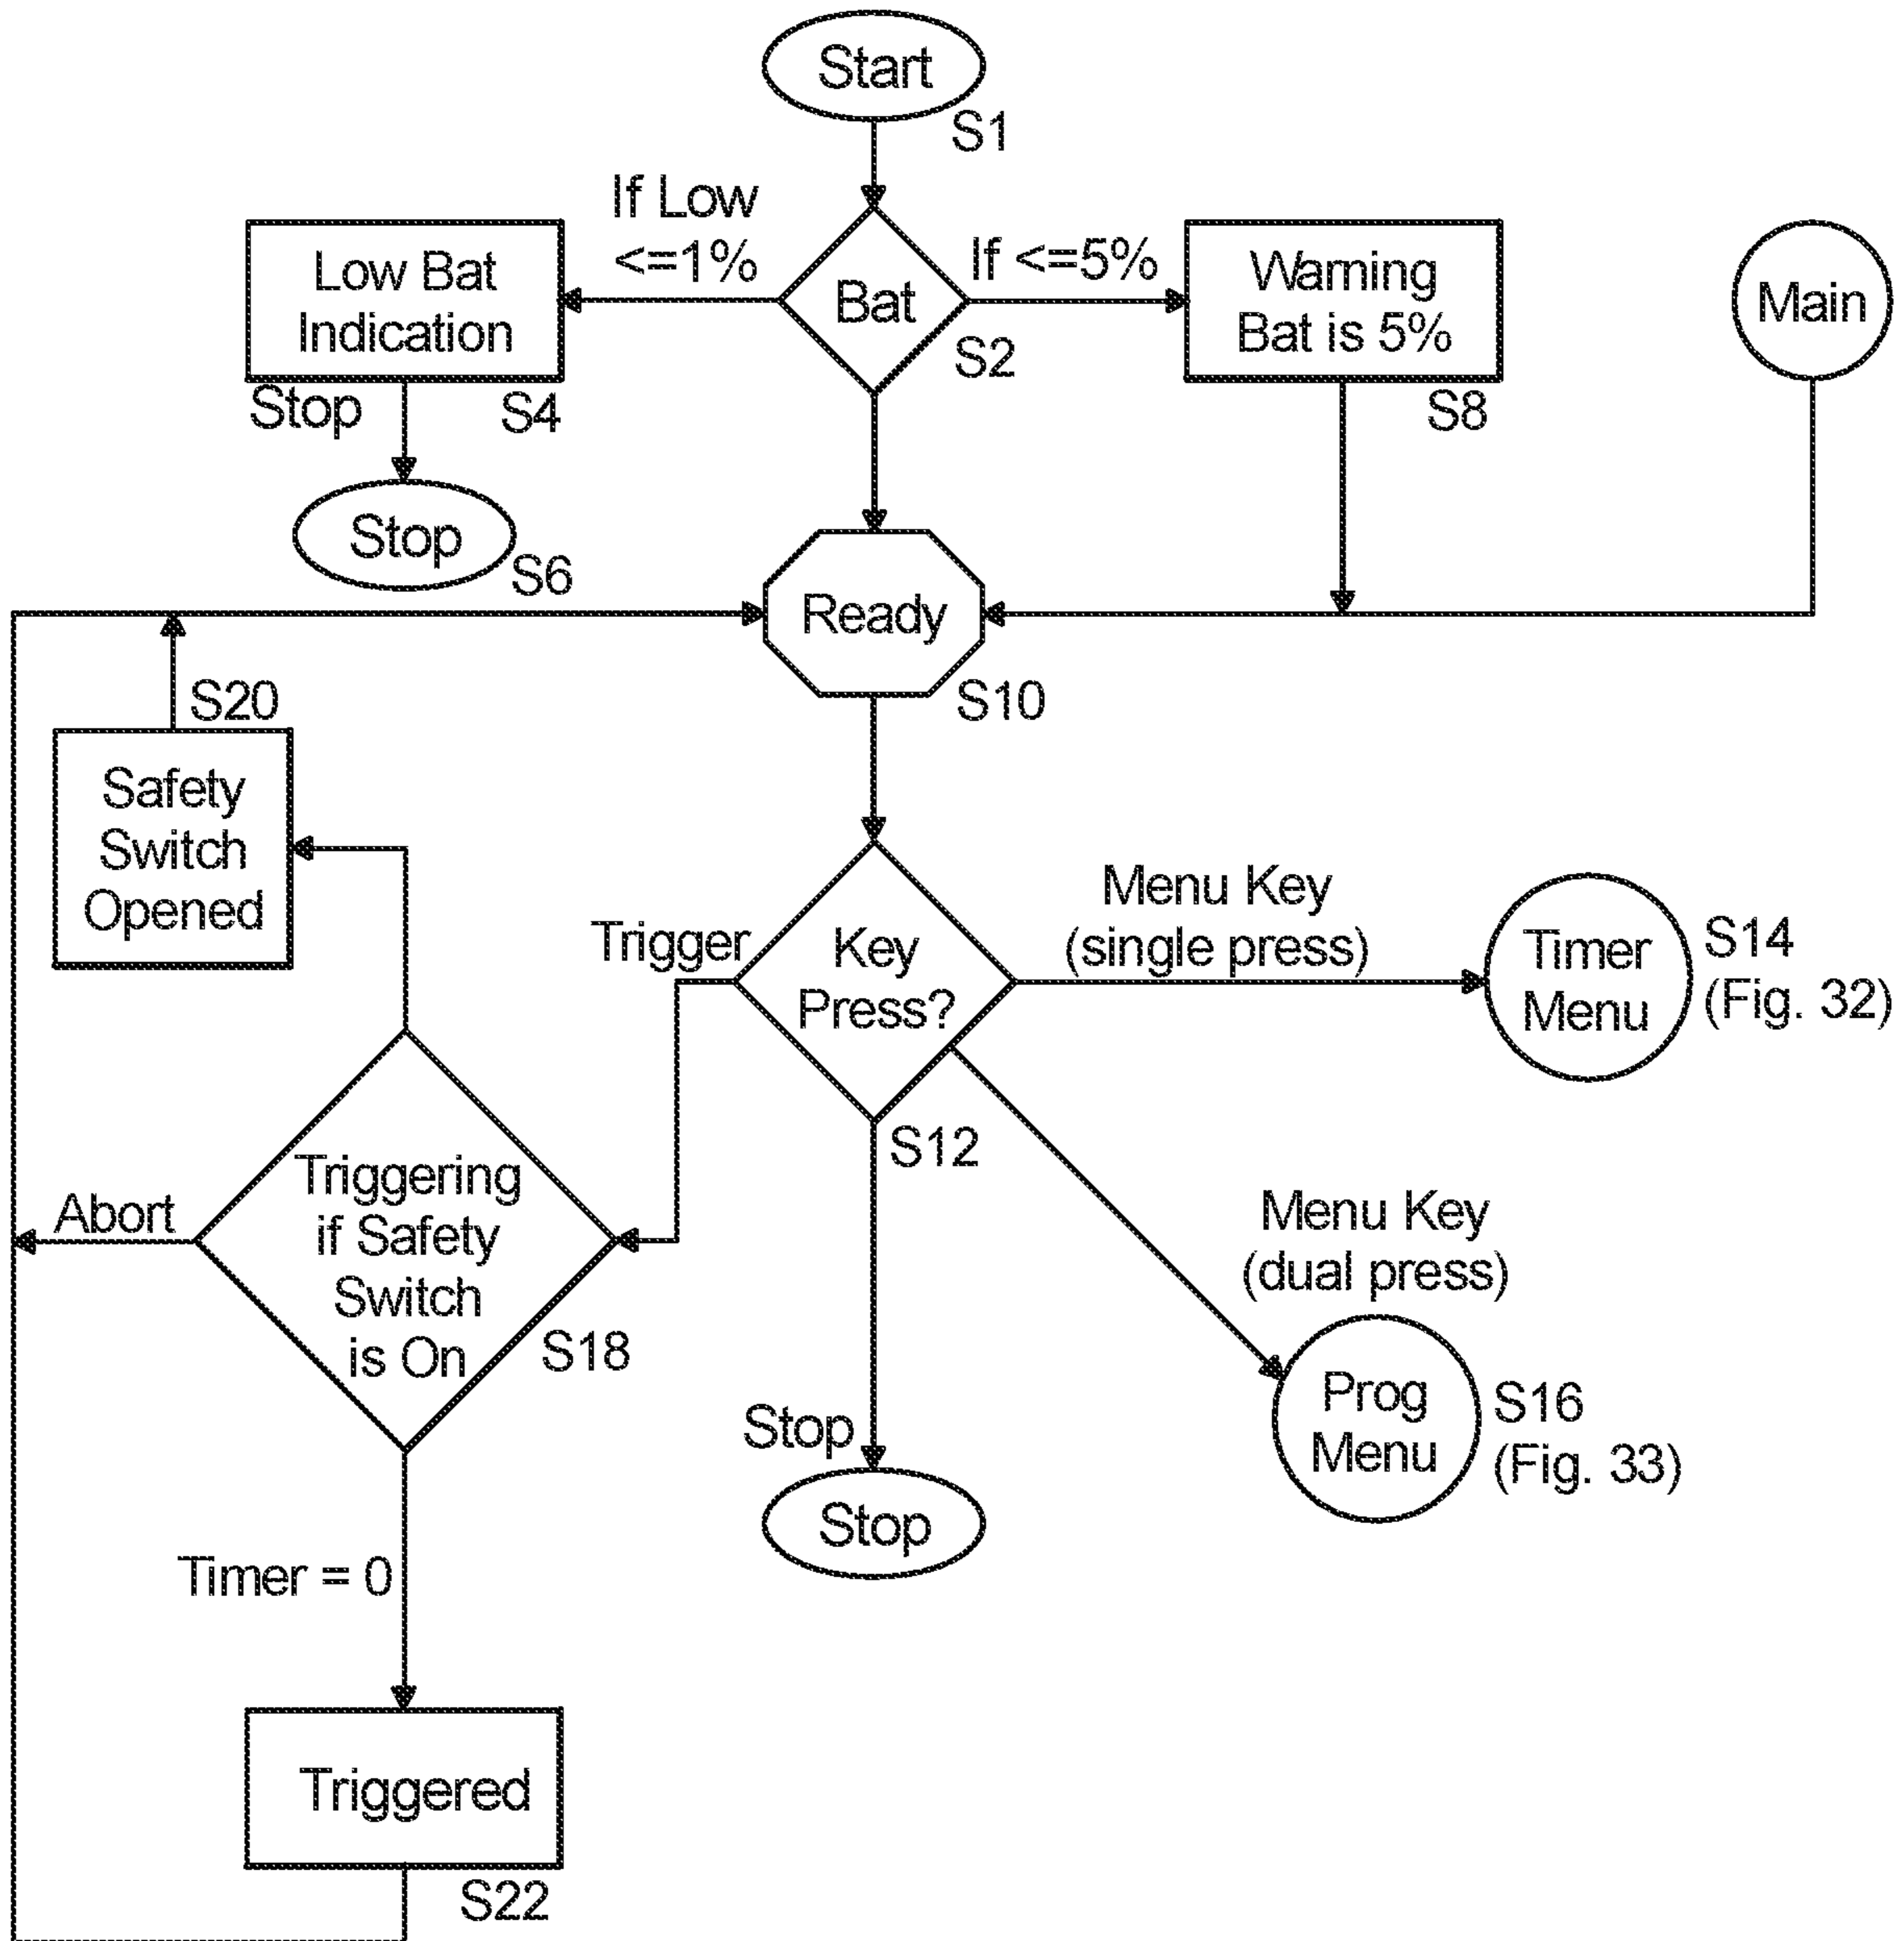 Start
S1
If Low
<=1%
Low Bat
Indication
Stop
S4
Bat
S2
If <=5%
Warning
Bat is 5%
S8
Main
Stop
S6
Ready
S10
S20
Safety
Switch
Opened
Trigger
Key
Press?
S12
Menu Key
(single press)
Timer
Menu
S14
(Fig. 32)
Abort
Triggering
if Safety
Switch
is On
S18
Menu Key
(dual press)
Prog
Menu
S16
(Fig. 33)
Stop
Stop
Timer = 0
Triggered
S22